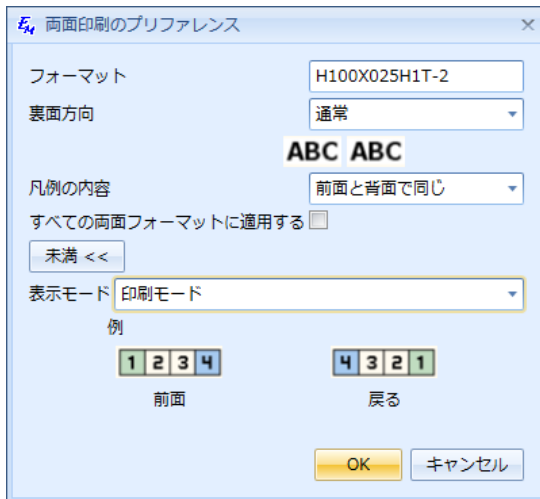 両面印刷のプリファレンス
フォーマット H100X025H1T-2
裏面方向 通常
ABC ABC
凡例の内容 前面と背面で同じ
すべての両面フォーマットに適用する
未満 <<
表示モード 印刷モード
例
1 2 3 4 4 3 2 1
前面 戻る
OK キャンセル